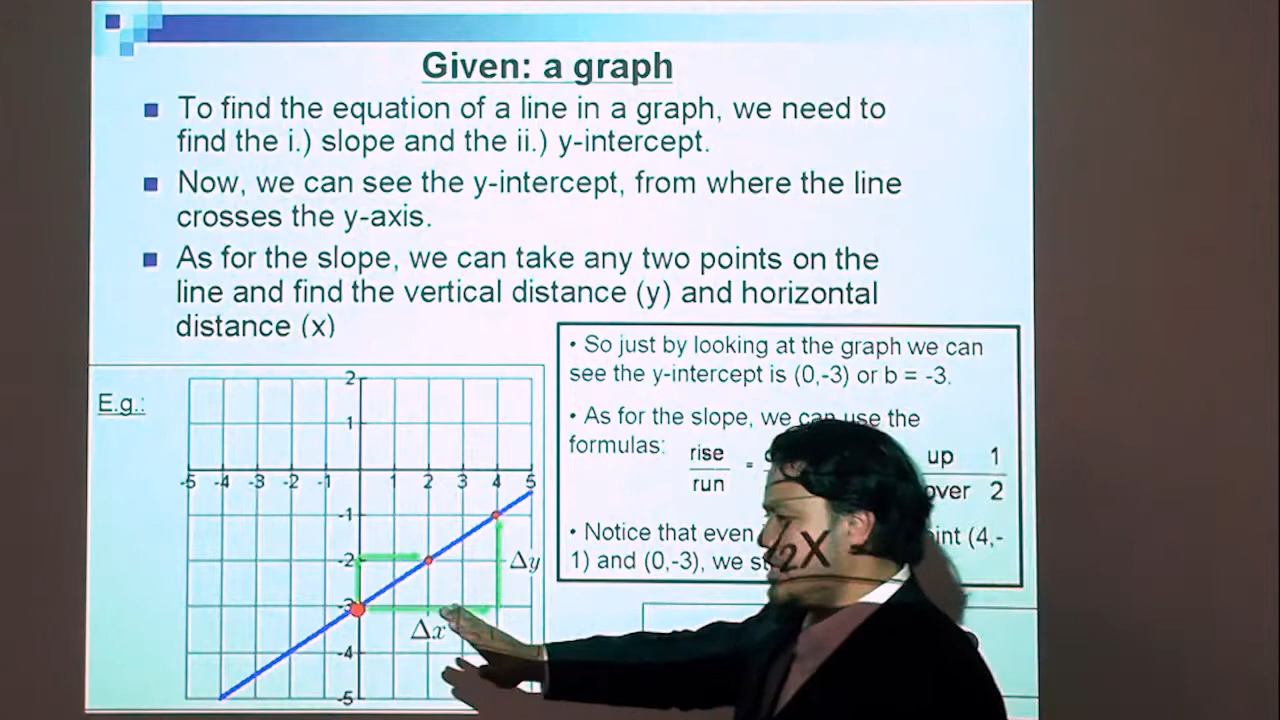 Given: a graph
To find the equation of a line in a graph, we need to
find the i.) slope and the ii.) y-intercept.
Now, we can see the y-intercept, from where the line
crosses the y-axis.
As for the slope, we can take any two points on the
line and find the vertical distance (y) and horizontal
distance (x)
• So just by looking at the graph we can
see the y-intercept is (0,-3) or b = -3.
• As for the slope, we can use the
formulas:
rise
run
=
up 1
over 2
• Notice that even int (4,-
1) and (0,-3), we
2X
E.g.:
2
1
-5 -4 -3 -2 -1 1 2 3 4 5
-1
-2
-3
-4
-5
Δy
Δx